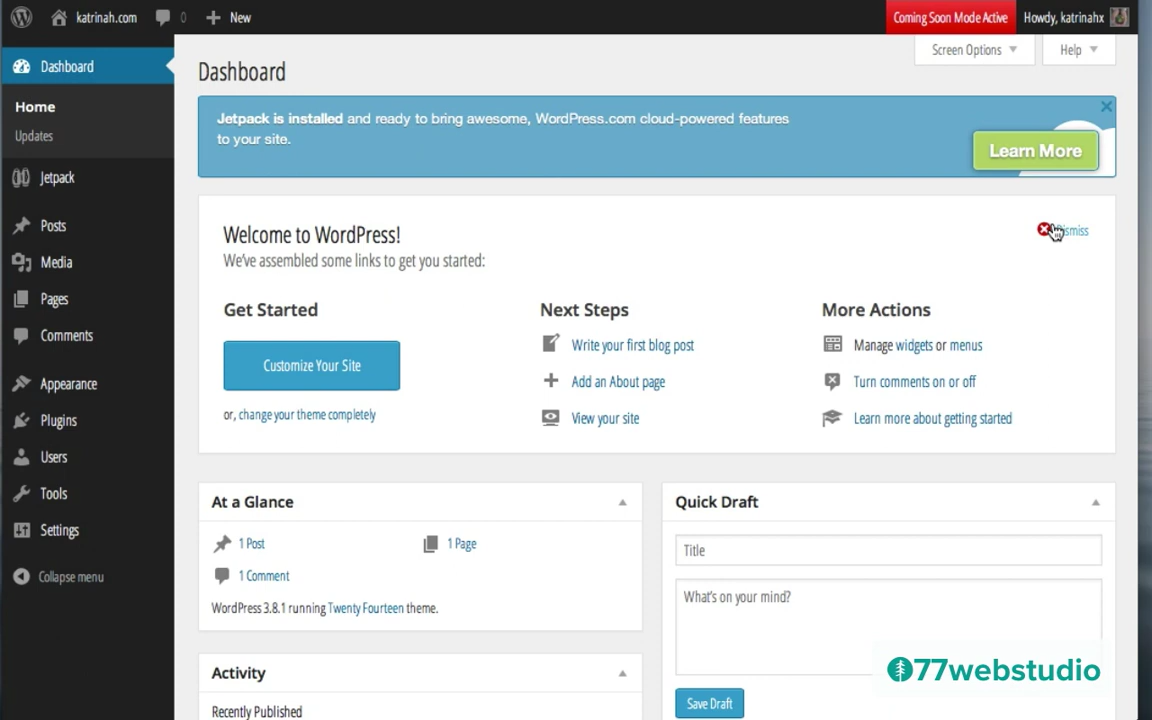 katrinah.com
0
New
Coming Soon Mode Active
Howdy, katrinahx
Dashboard
Home
Updates
Jetpack
Posts
Media
Pages
Comments
Appearance
Plugins
Users
Tools
Settings
Collapse menu
Screen Options
Help
Dashboard
Jetpack is installed and ready to bring awesome, WordPress.com cloud-powered features
to your site.
Learn More
Welcome to WordPress!
Dismiss
We've assembled some links to get you started:
Get Started
Customize Your Site
or, change your theme completely
Next Steps
Write your first blog post
Add an About page
View your site
More Actions
Manage widgets or menus
Turn comments on or off
Learn more about getting started
At a Glance
1 Post
1 Page
1 Comment
WordPress 3.8.1 running Twenty Fourteen theme.
Activity
Recently Published
Quick Draft
Title
What's on your mind?
Save Draft
77webstudio